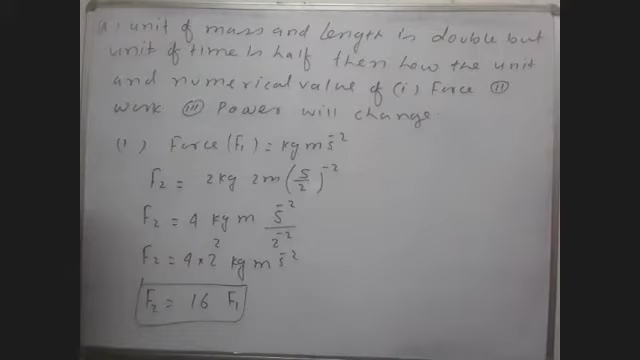 Q: unit of mass and length is double but
unit of time is half then how the unit
and numerical value of (i) Force (ii)
work (iii) Power will change.
(i) Force (F₁) = kg m s⁻²
F₂ = 2kg 2m (s/2)⁻²
F₂ = 4 kg m s⁻²/2⁻²
F₂ = 4 × 2² kg m s⁻²
F₂ = 16 F₁